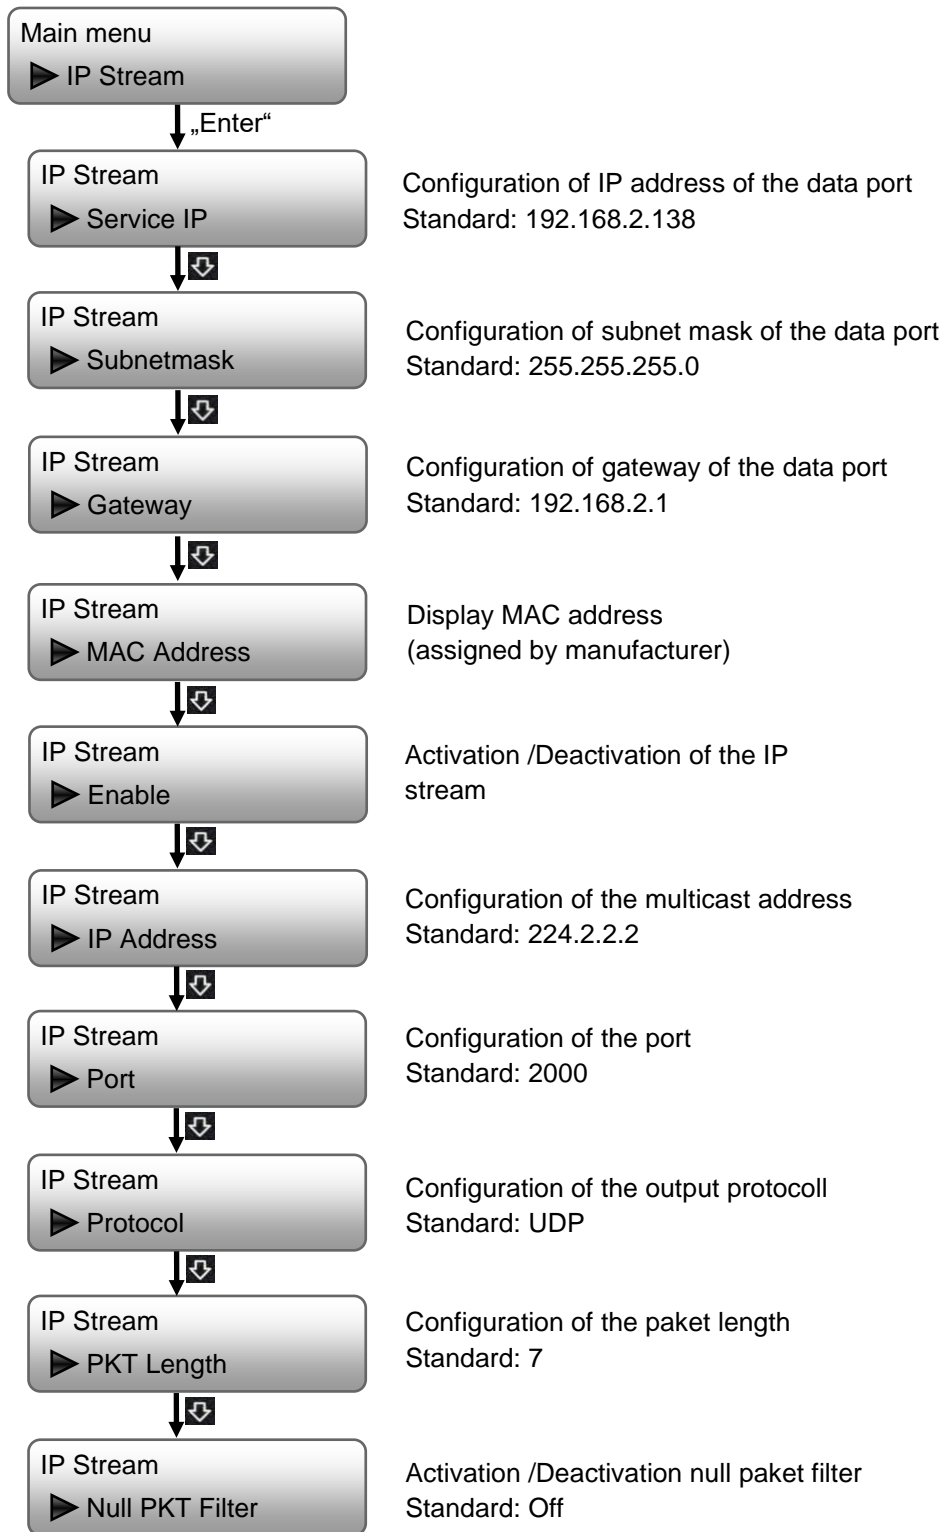 Main menu
IP Stream
„Enter“
IP Stream
Service IP
Configuration of IP address of the data port
Standard: 192.168.2.138
IP Stream
Subnetmask
Configuration of subnet mask of the data port
Standard: 255.255.255.0
IP Stream
Gateway
Configuration of gateway of the data port
Standard: 192.168.2.1
IP Stream
MAC Address
Display MAC address
(assigned by manufacturer)
IP Stream
Enable
Activation /Deactivation of the IP
stream
IP Stream
IP Address
Configuration of the multicast address
Standard: 224.2.2.2
IP Stream
Port
Configuration of the port
Standard: 2000
IP Stream
Protocol
Configuration of the output protocoll
Standard: UDP
IP Stream
PKT Length
Configuration of the paket length
Standard: 7
IP Stream
Null PKT Filter
Activation /Deactivation null paket filter
Standard: Off